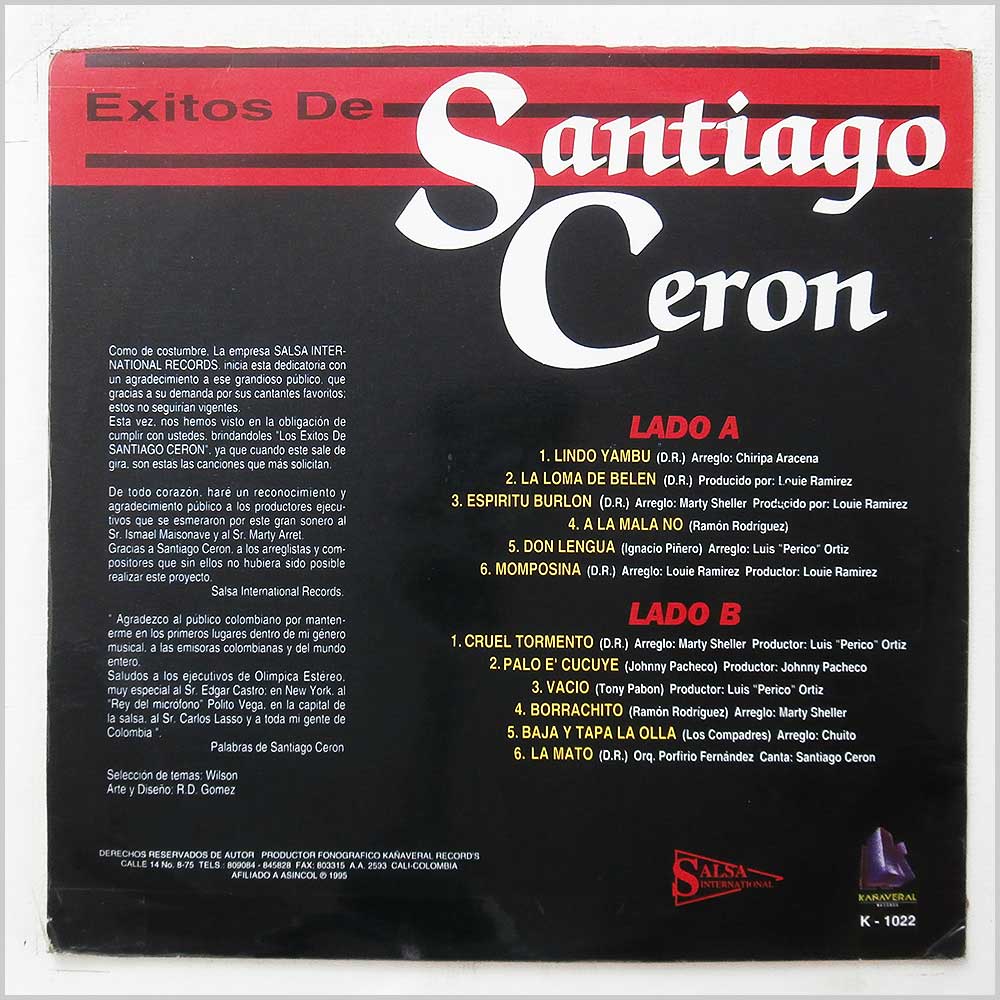 Exitos De
Santiago
Ceron
Como de costumbre, La empresa SALSA INTER-
NATIONAL RECORDS, inicia esta dedicatoria con
un agradecimiento a ese grandioso público, que
gracias a su demanda por sus cantantes favoritos;
estos no seguirian vigentes.
Esta vez, nos hemos visto en la obligación de
cumplir con ustedes, brindandoles "Los Exitos De
SANTIAGO CERON", ya que cuando este sale de
gira, son estas las canciones que más solicitan.
De todo corazón, haré un reconocimiento y
agradecimiento público a los productores ejecu-
tivos que se esmeraron por este gran sonero al
Sr. Ismael Maisonave y al Sr. Marty Arret.
Gracias a Santiago Ceron, a los arreglistas y com-
positores que sin ellos no hubiera sido posible
realizar este proyecto.
Salsa International Records.
" Agradezco al público colombiano por manten-
erme en los primeros lugares dentro de mi género
musical, a las emisoras colombianas y del mundo
entero.
Saludos a los ejecutivos de Olimpica Estéreo,
muy especial al Sr. Edgar Castro; en New York, al
"Rey del micrófono" Polito Vega, en la capital de
la salsa, al Sr. Carlos Lasso y a toda mi gente de
Colombia ".
Palabras de Santiago Ceron
Selección de temas: Wilson
Arte y Diseño: R.D. Gomez
LADO A
1. LINDO YAMBU (D.R.) Arreglo: Chiripa Aracena
2. LA LOMA DE BELEN (D.R.) Producido por: Louie Ramirez
3. ESPIRITU BURLON (D.R.) Arreglo: Marty Sheller Producido por: Louie Ramirez
4. A LA MALA NO (Ramón Rodríguez)
5. DON LENGUA (Ignacio Piñero) Arreglo: Luis "Perico" Ortiz
6. MOMPOSINA (D.R.) Arreglo: Louie Ramirez Productor: Louie Ramirez
LADO B
1. CRUEL TORMENTO (D.R.) Arreglo: Marty Sheller Productor: Luis "Perico" Ortiz
2. PALO E' CUCUYE (Johnny Pacheco) Productor: Johnny Pacheco
3. VACIO (Tony Pabon) Productor: Luis "Perico" Ortiz
4. BORRACHITO (Ramón Rodríguez) Arreglo: Marty Sheller
5. BAJA Y TAPA LA OLLA (Los Compadres) Arreglo: Chuito
6. LA MATO (D.R.) Orq. Porfirio Fernández Canta: Santiago Ceron
DERECHOS RESERVADOS DE AUTOR PRODUCTOR FONOGRAFICO KAÑAVERAL RECORD'S
CALLE 14 No. 8-75 TELS.: 809084 - 845828 FAX: 803315 A.A. 2593 CALI-COLOMBIA
AFILIADO A ASINCOL ℗ 1995
SALSA
INTERNATIONAL
KAÑAVERAL
RECORDS
K - 1022